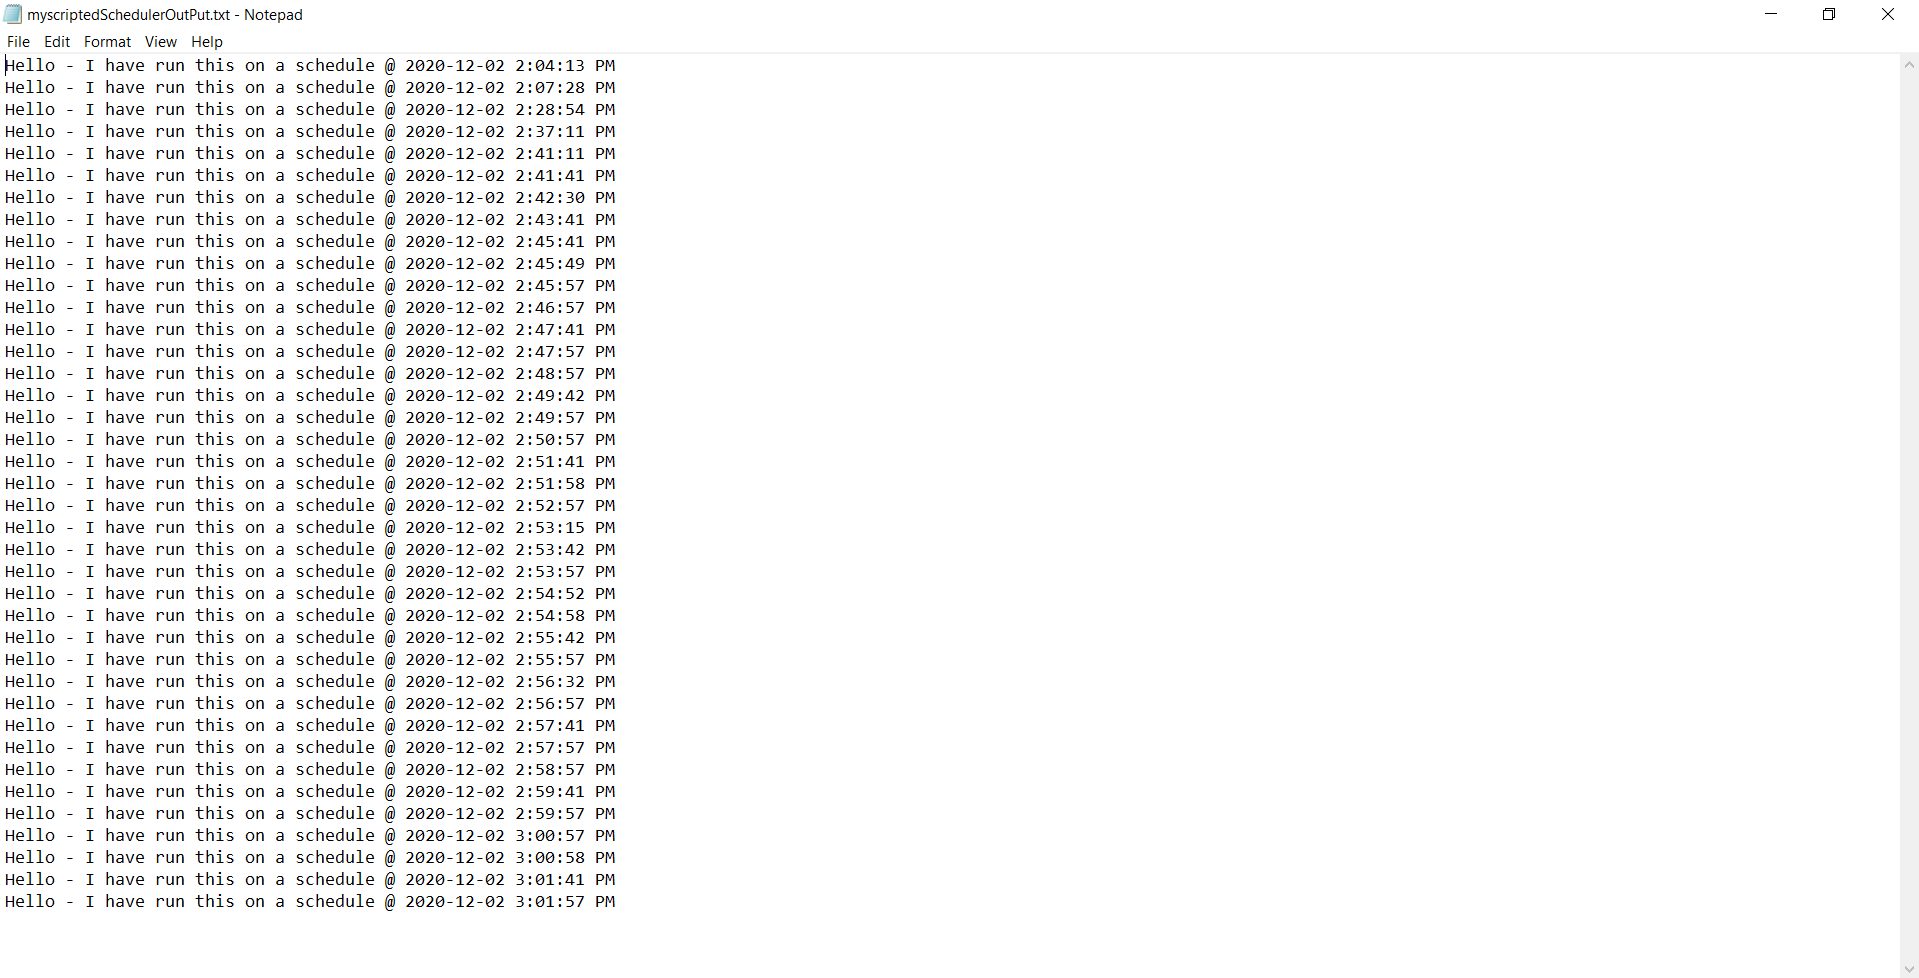 myscriptedSchedulerOutPut.txt - Notepad
File Edit Format View Help
Hello - I have run this on a schedule @ 2020-12-02 2:04:13 PM
Hello - I have run this on a schedule @ 2020-12-02 2:07:28 PM
Hello - I have run this on a schedule @ 2020-12-02 2:28:54 PM
Hello - I have run this on a schedule @ 2020-12-02 2:37:11 PM
Hello - I have run this on a schedule @ 2020-12-02 2:41:11 PM
Hello - I have run this on a schedule @ 2020-12-02 2:41:41 PM
Hello - I have run this on a schedule @ 2020-12-02 2:42:30 PM
Hello - I have run this on a schedule @ 2020-12-02 2:43:41 PM
Hello - I have run this on a schedule @ 2020-12-02 2:45:41 PM
Hello - I have run this on a schedule @ 2020-12-02 2:45:49 PM
Hello - I have run this on a schedule @ 2020-12-02 2:45:57 PM
Hello - I have run this on a schedule @ 2020-12-02 2:46:57 PM
Hello - I have run this on a schedule @ 2020-12-02 2:47:41 PM
Hello - I have run this on a schedule @ 2020-12-02 2:47:57 PM
Hello - I have run this on a schedule @ 2020-12-02 2:48:57 PM
Hello - I have run this on a schedule @ 2020-12-02 2:49:42 PM
Hello - I have run this on a schedule @ 2020-12-02 2:49:57 PM
Hello - I have run this on a schedule @ 2020-12-02 2:50:57 PM
Hello - I have run this on a schedule @ 2020-12-02 2:51:41 PM
Hello - I have run this on a schedule @ 2020-12-02 2:51:58 PM
Hello - I have run this on a schedule @ 2020-12-02 2:52:57 PM
Hello - I have run this on a schedule @ 2020-12-02 2:53:15 PM
Hello - I have run this on a schedule @ 2020-12-02 2:53:42 PM
Hello - I have run this on a schedule @ 2020-12-02 2:53:57 PM
Hello - I have run this on a schedule @ 2020-12-02 2:54:52 PM
Hello - I have run this on a schedule @ 2020-12-02 2:54:58 PM
Hello - I have run this on a schedule @ 2020-12-02 2:55:42 PM
Hello - I have run this on a schedule @ 2020-12-02 2:55:57 PM
Hello - I have run this on a schedule @ 2020-12-02 2:56:32 PM
Hello - I have run this on a schedule @ 2020-12-02 2:56:57 PM
Hello - I have run this on a schedule @ 2020-12-02 2:57:41 PM
Hello - I have run this on a schedule @ 2020-12-02 2:57:57 PM
Hello - I have run this on a schedule @ 2020-12-02 2:58:57 PM
Hello - I have run this on a schedule @ 2020-12-02 2:59:41 PM
Hello - I have run this on a schedule @ 2020-12-02 2:59:57 PM
Hello - I have run this on a schedule @ 2020-12-02 3:00:57 PM
Hello - I have run this on a schedule @ 2020-12-02 3:00:58 PM
Hello - I have run this on a schedule @ 2020-12-02 3:01:41 PM
Hello - I have run this on a schedule @ 2020-12-02 3:01:57 PM